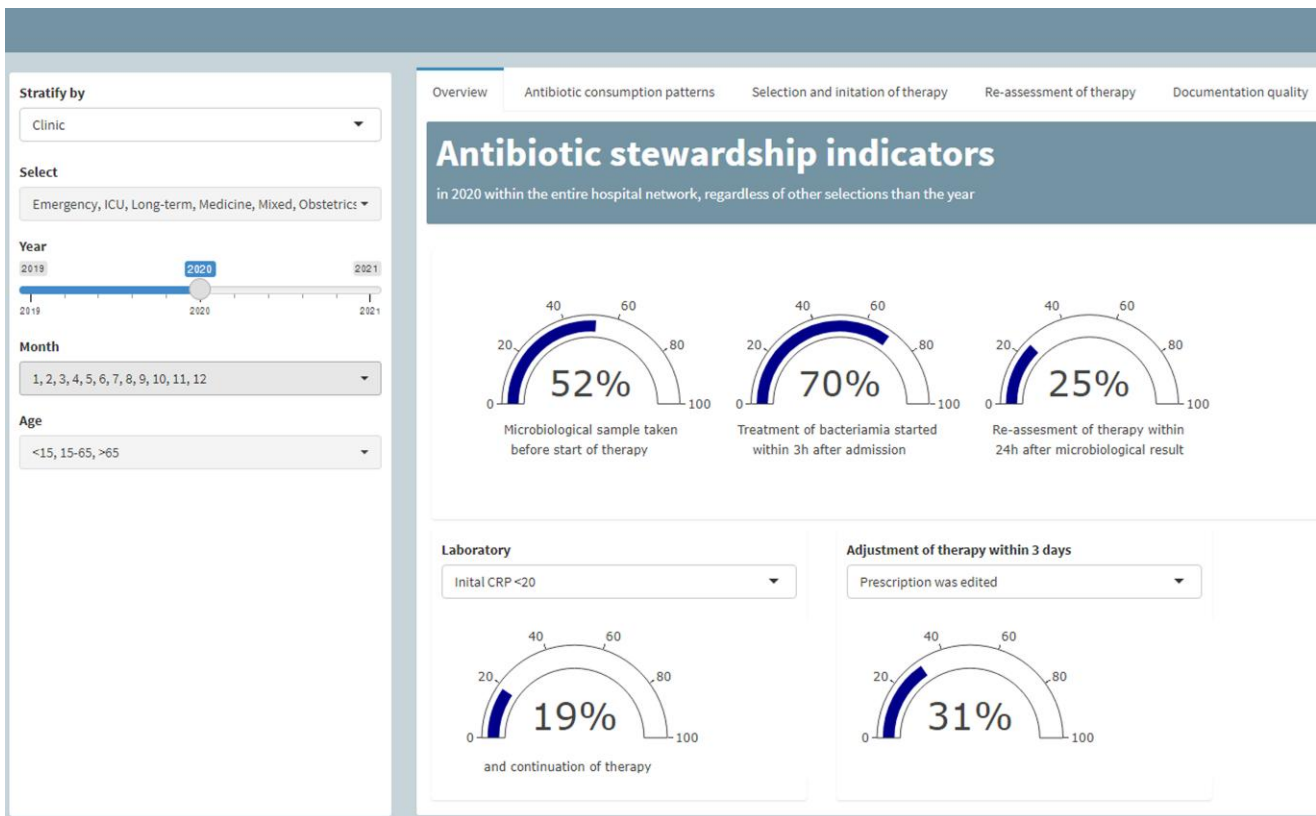 Stratify by
Clinic
Select
Emergency, ICU, Long-term, Medicine, Mixed, Obstetrics
Year
2019 2020 2021
2019 2020 2021
Month
1, 2, 3, 4, 5, 6, 7, 8, 9, 10, 11, 12
Age
<15, 15-65, >65
Overview Antibiotic consumption patterns Selection and initation of therapy Re-assessment of therapy Documentation quality
Antibiotic stewardship indicators
in 2020 within the entire hospital network, regardless of other selections than the year
0 20 40 60 80 100
52%
Microbiological sample taken
before start of therapy
0 20 40 60 80 100
70%
Treatment of bacteriamia started
within 3h after admission
0 20 40 60 80 100
25%
Re-assesment of therapy within
24h after microbiological result
Laboratory
Inital CRP <20
0 20 40 60 80 100
19%
and continuation of therapy
Adjustment of therapy within 3 days
Prescription was edited
0 20 40 60 80 100
31%